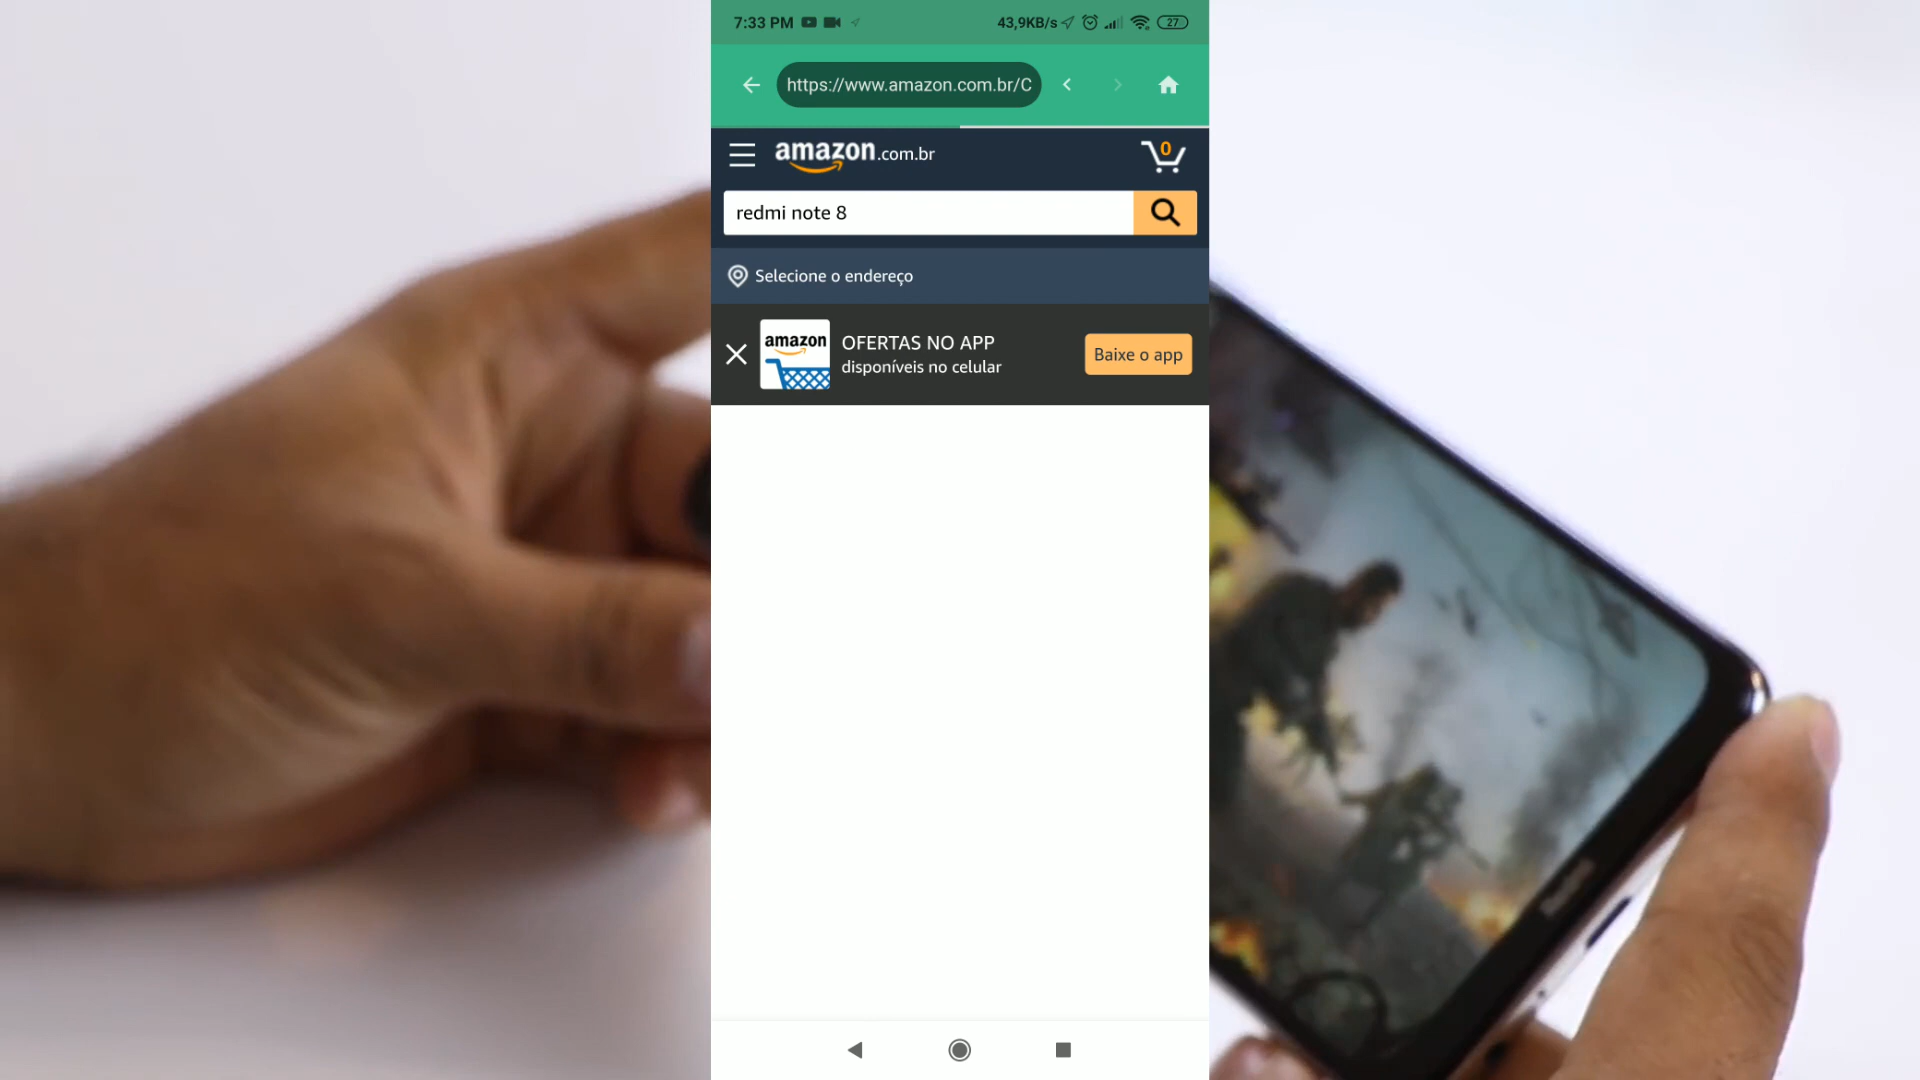 7:33 PM
43,9KB/s
27
https://www.amazon.com.br/C
amazon.com.br
0
redmi note 8
Selecione o endereço
amazon
OFERTAS NO APP
disponíveis no celular
Baixe o app